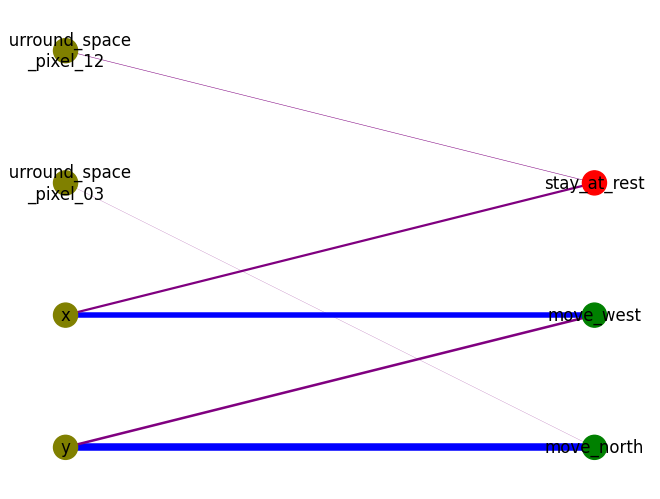 urround_space
_pixel_12
urround_space
_pixel_03
stay_at_rest
x
move_west
y
move_north